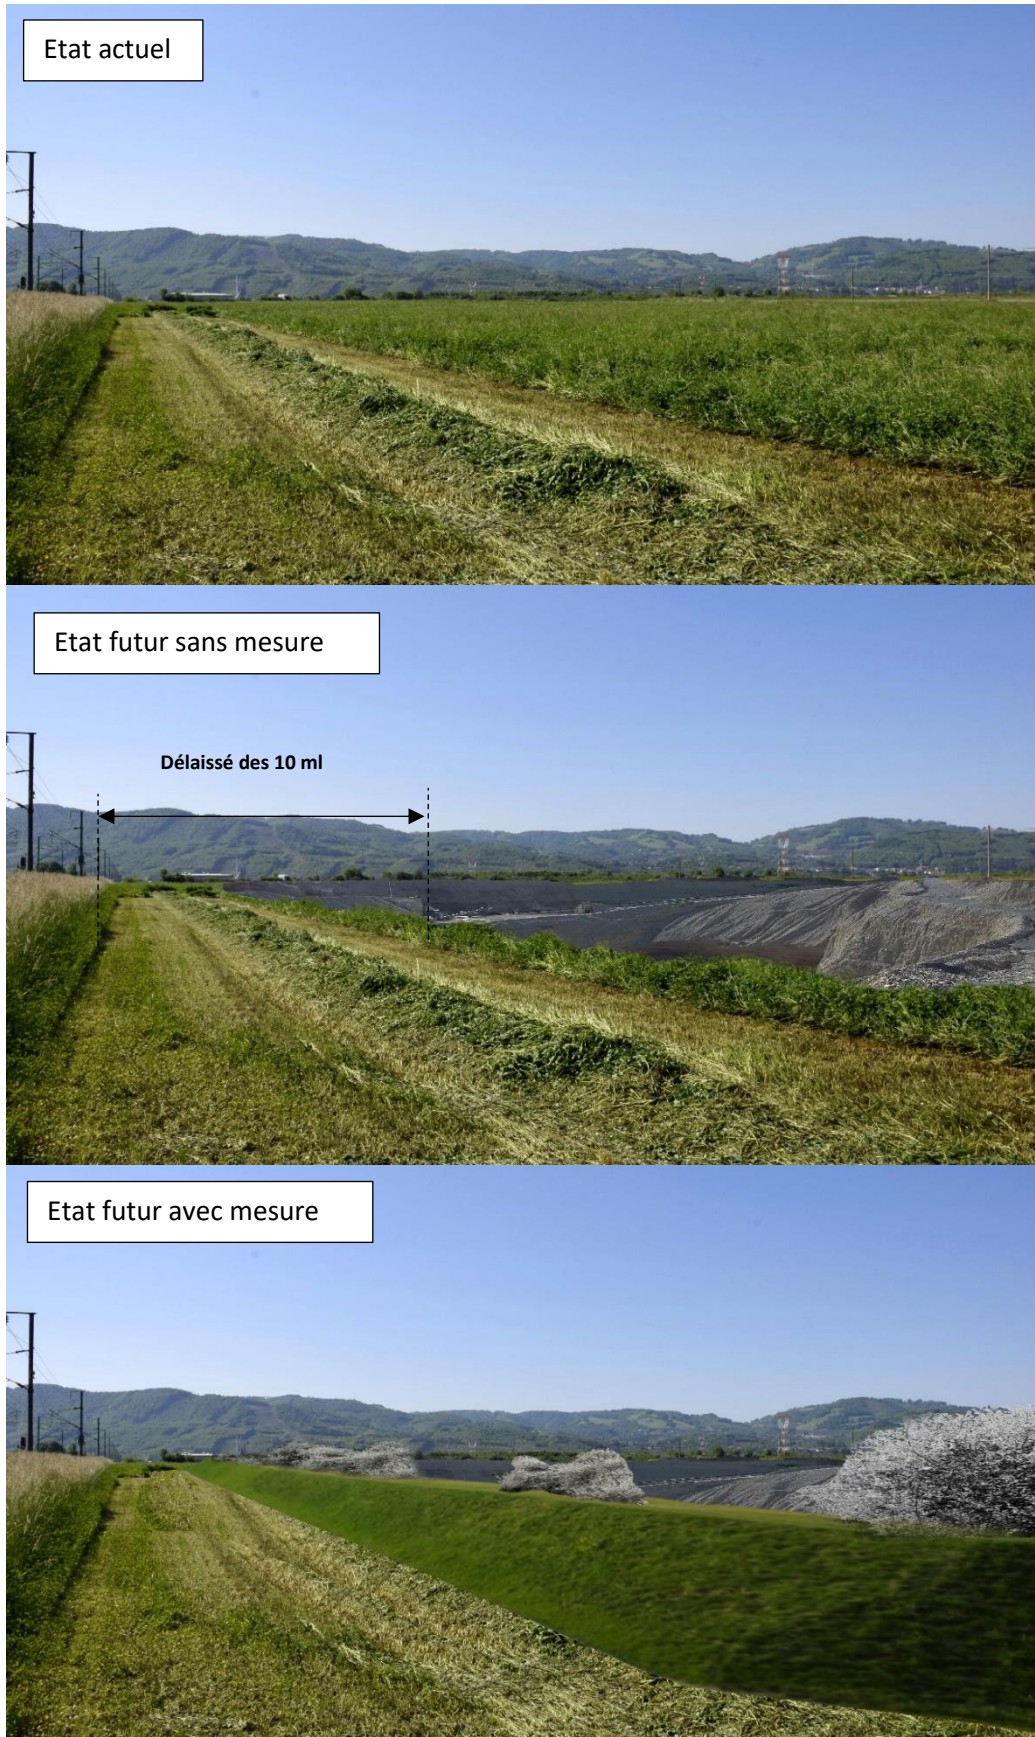 Etat actuel
Etat futur sans mesure
Délaissé des 10 ml
Etat futur avec mesure